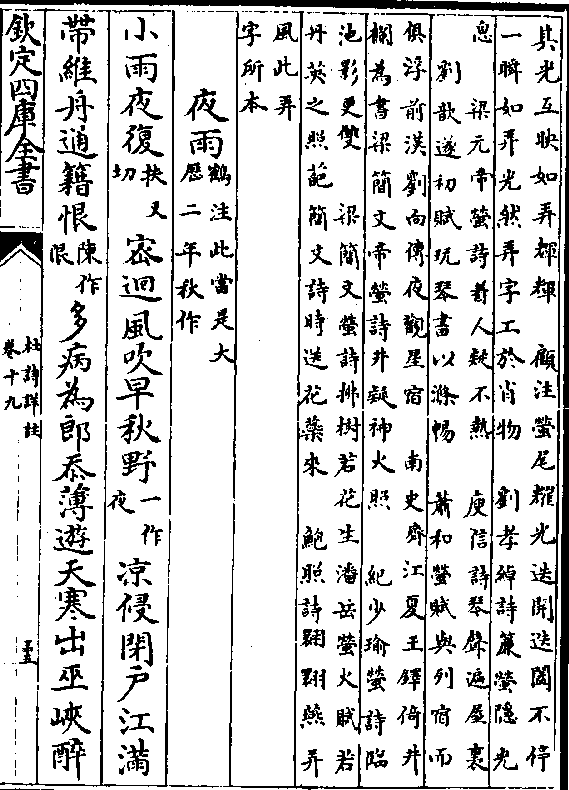 其光互映如弄輝輝　顧注螢尾耀光迭開迭闔不停
一瞬如弄光然弄字工於肖物　劉孝綽詩簾螢隱光
息　梁元帝螢詩着人疑不熱　庾信詩琴聲遍屋裏
劉歆遂初賦玩琴書以滌暢　蕭和螢賦與列宿而
俱浮前漢劉向傳夜觀星宿　南史齊江夏王鐸倚井
欄為書梁簡文帝螢詩井疑神火照　紀少瑜螢詩臨
池影更雙　梁簡文螢詩拂樹若花生潘岳螢火賦若
丹英之照葩簡文詩時送花蘂來　鮑照詩翾翾燕弄
風此弄
字所本
夜雨鶴注此當是大厯二年秋作
小雨夜復扶又切密迴風吹早秋野一作夜凉侵閉户江滿
帶維舟通籍恨陳作限多病為郎忝薄遊天寒出巫峽醉
欽定四庫全書
杜詩詳註
卷十九